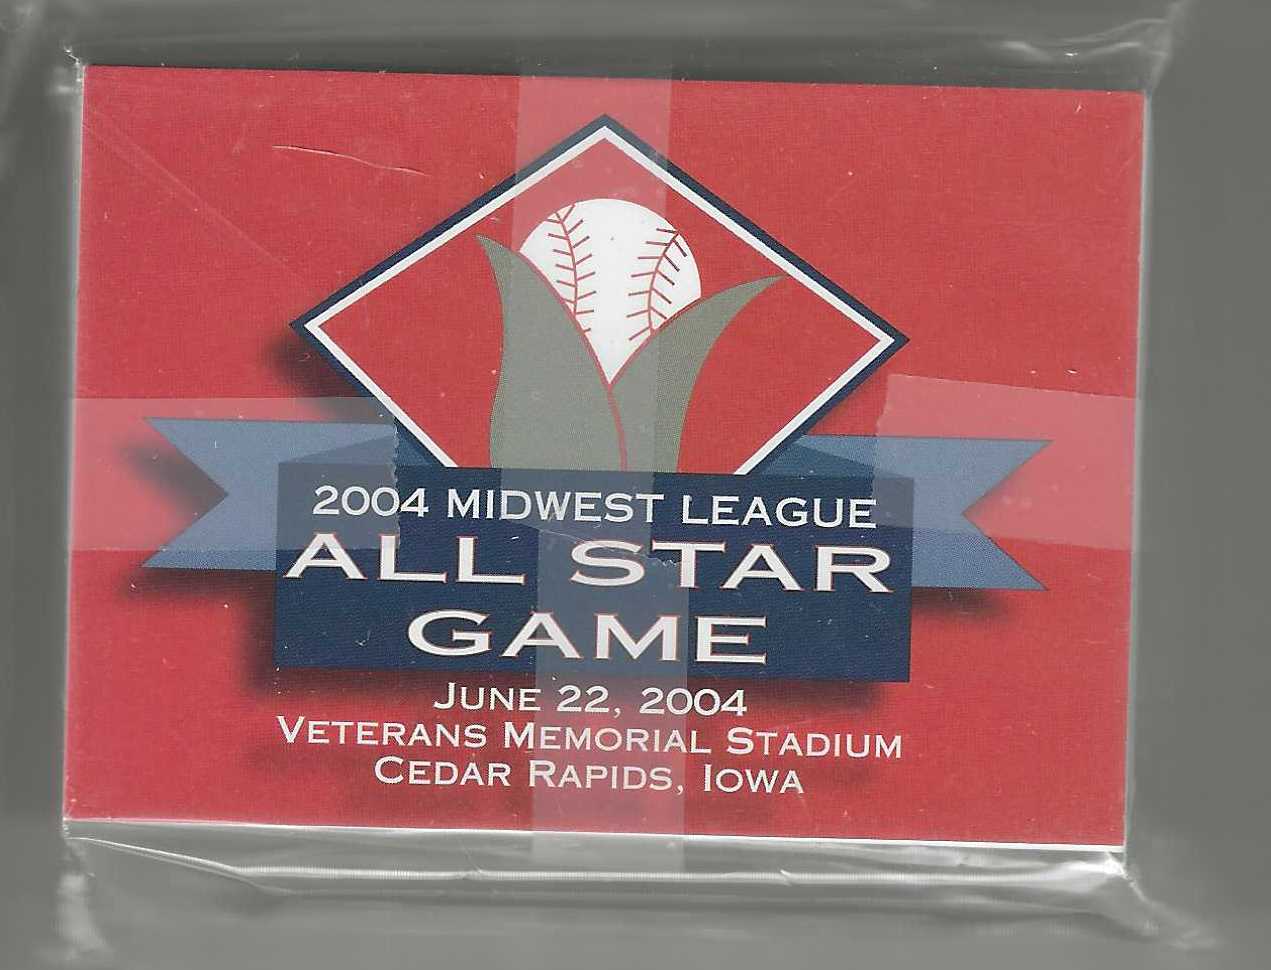 2004 MIDWEST LEAGUE
ALL STAR
GAME
JUNE 22, 2004
VETERANS MEMORIAL STADIUM
CEDAR RAPIDS, IOWA